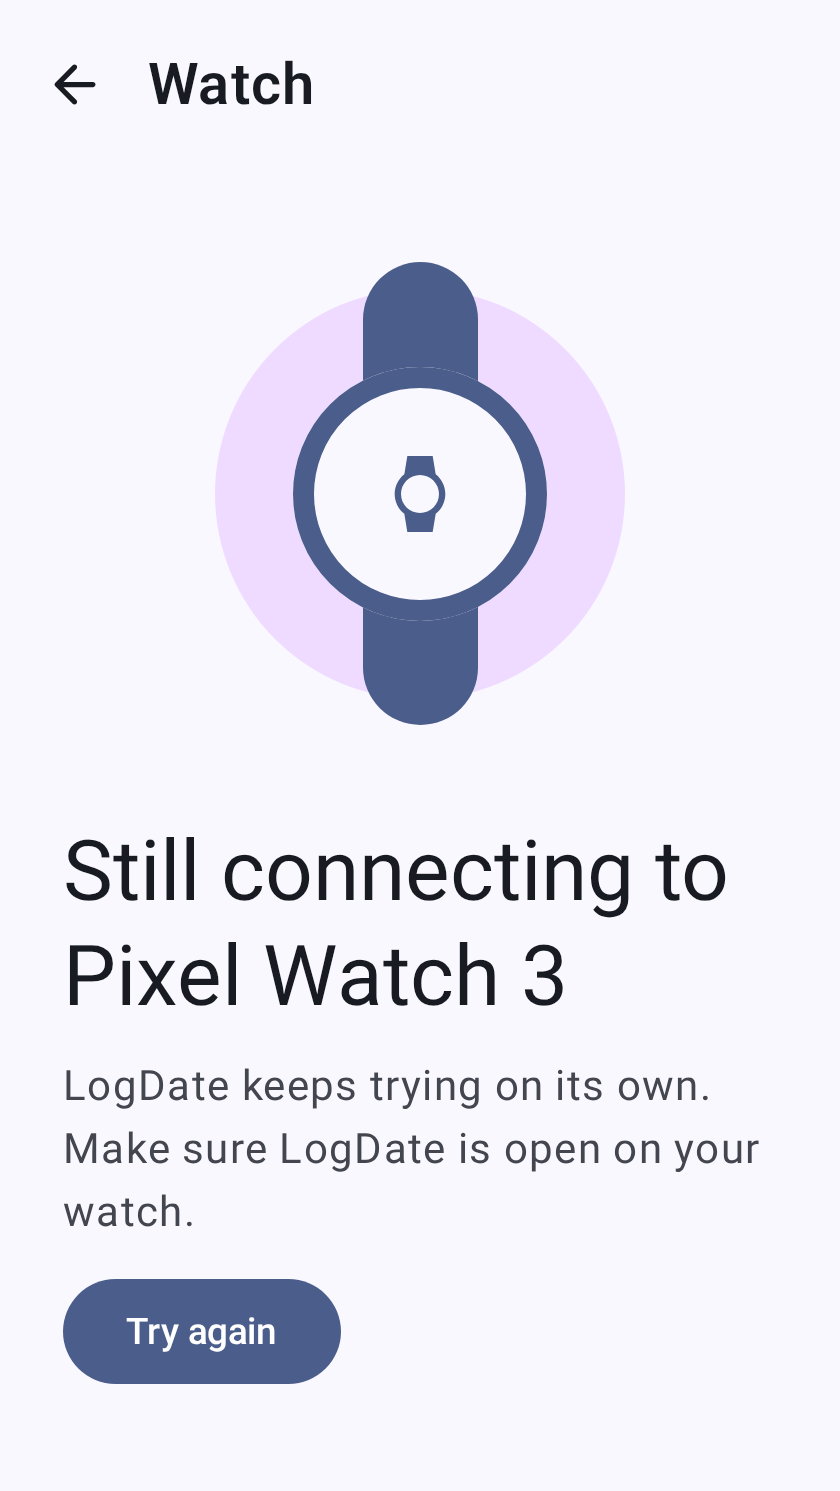 Watch
Still connecting to
Pixel Watch 3
LogDate keeps trying on its own.
Make sure LogDate is open on your
watch.
Try again